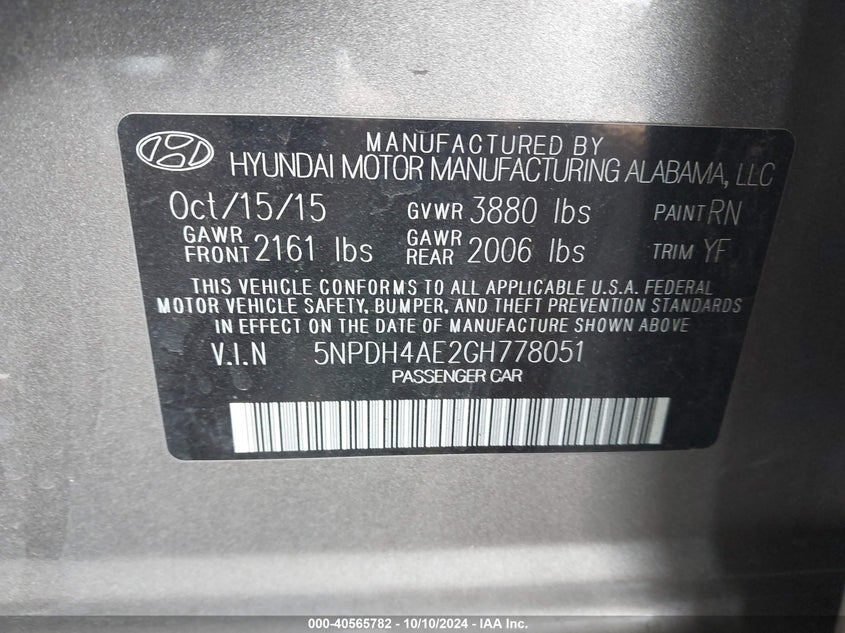 MANUFACTURED BY
HYUNDAI MOTOR MANUFACTURING ALABAMA, LLC
Oct/15/15 GVWR 3880 lbs PAINT RN
GAWR FRONT 2161 lbs GAWR REAR 2006 lbs TRIM YF
THIS VEHICLE CONFORMS TO ALL APPLICABLE U.S.A. FEDERAL
MOTOR VEHICLE SAFETY, BUMPER, AND THEFT PREVENTION STANDARDS
IN EFFECT ON THE DATE OF MANUFACTURE SHOWN ABOVE
V.I.N 5NPDH4AE2GH778051
PASSENGER CAR
000-40565782 - 10/10/2024 - IAA Inc.